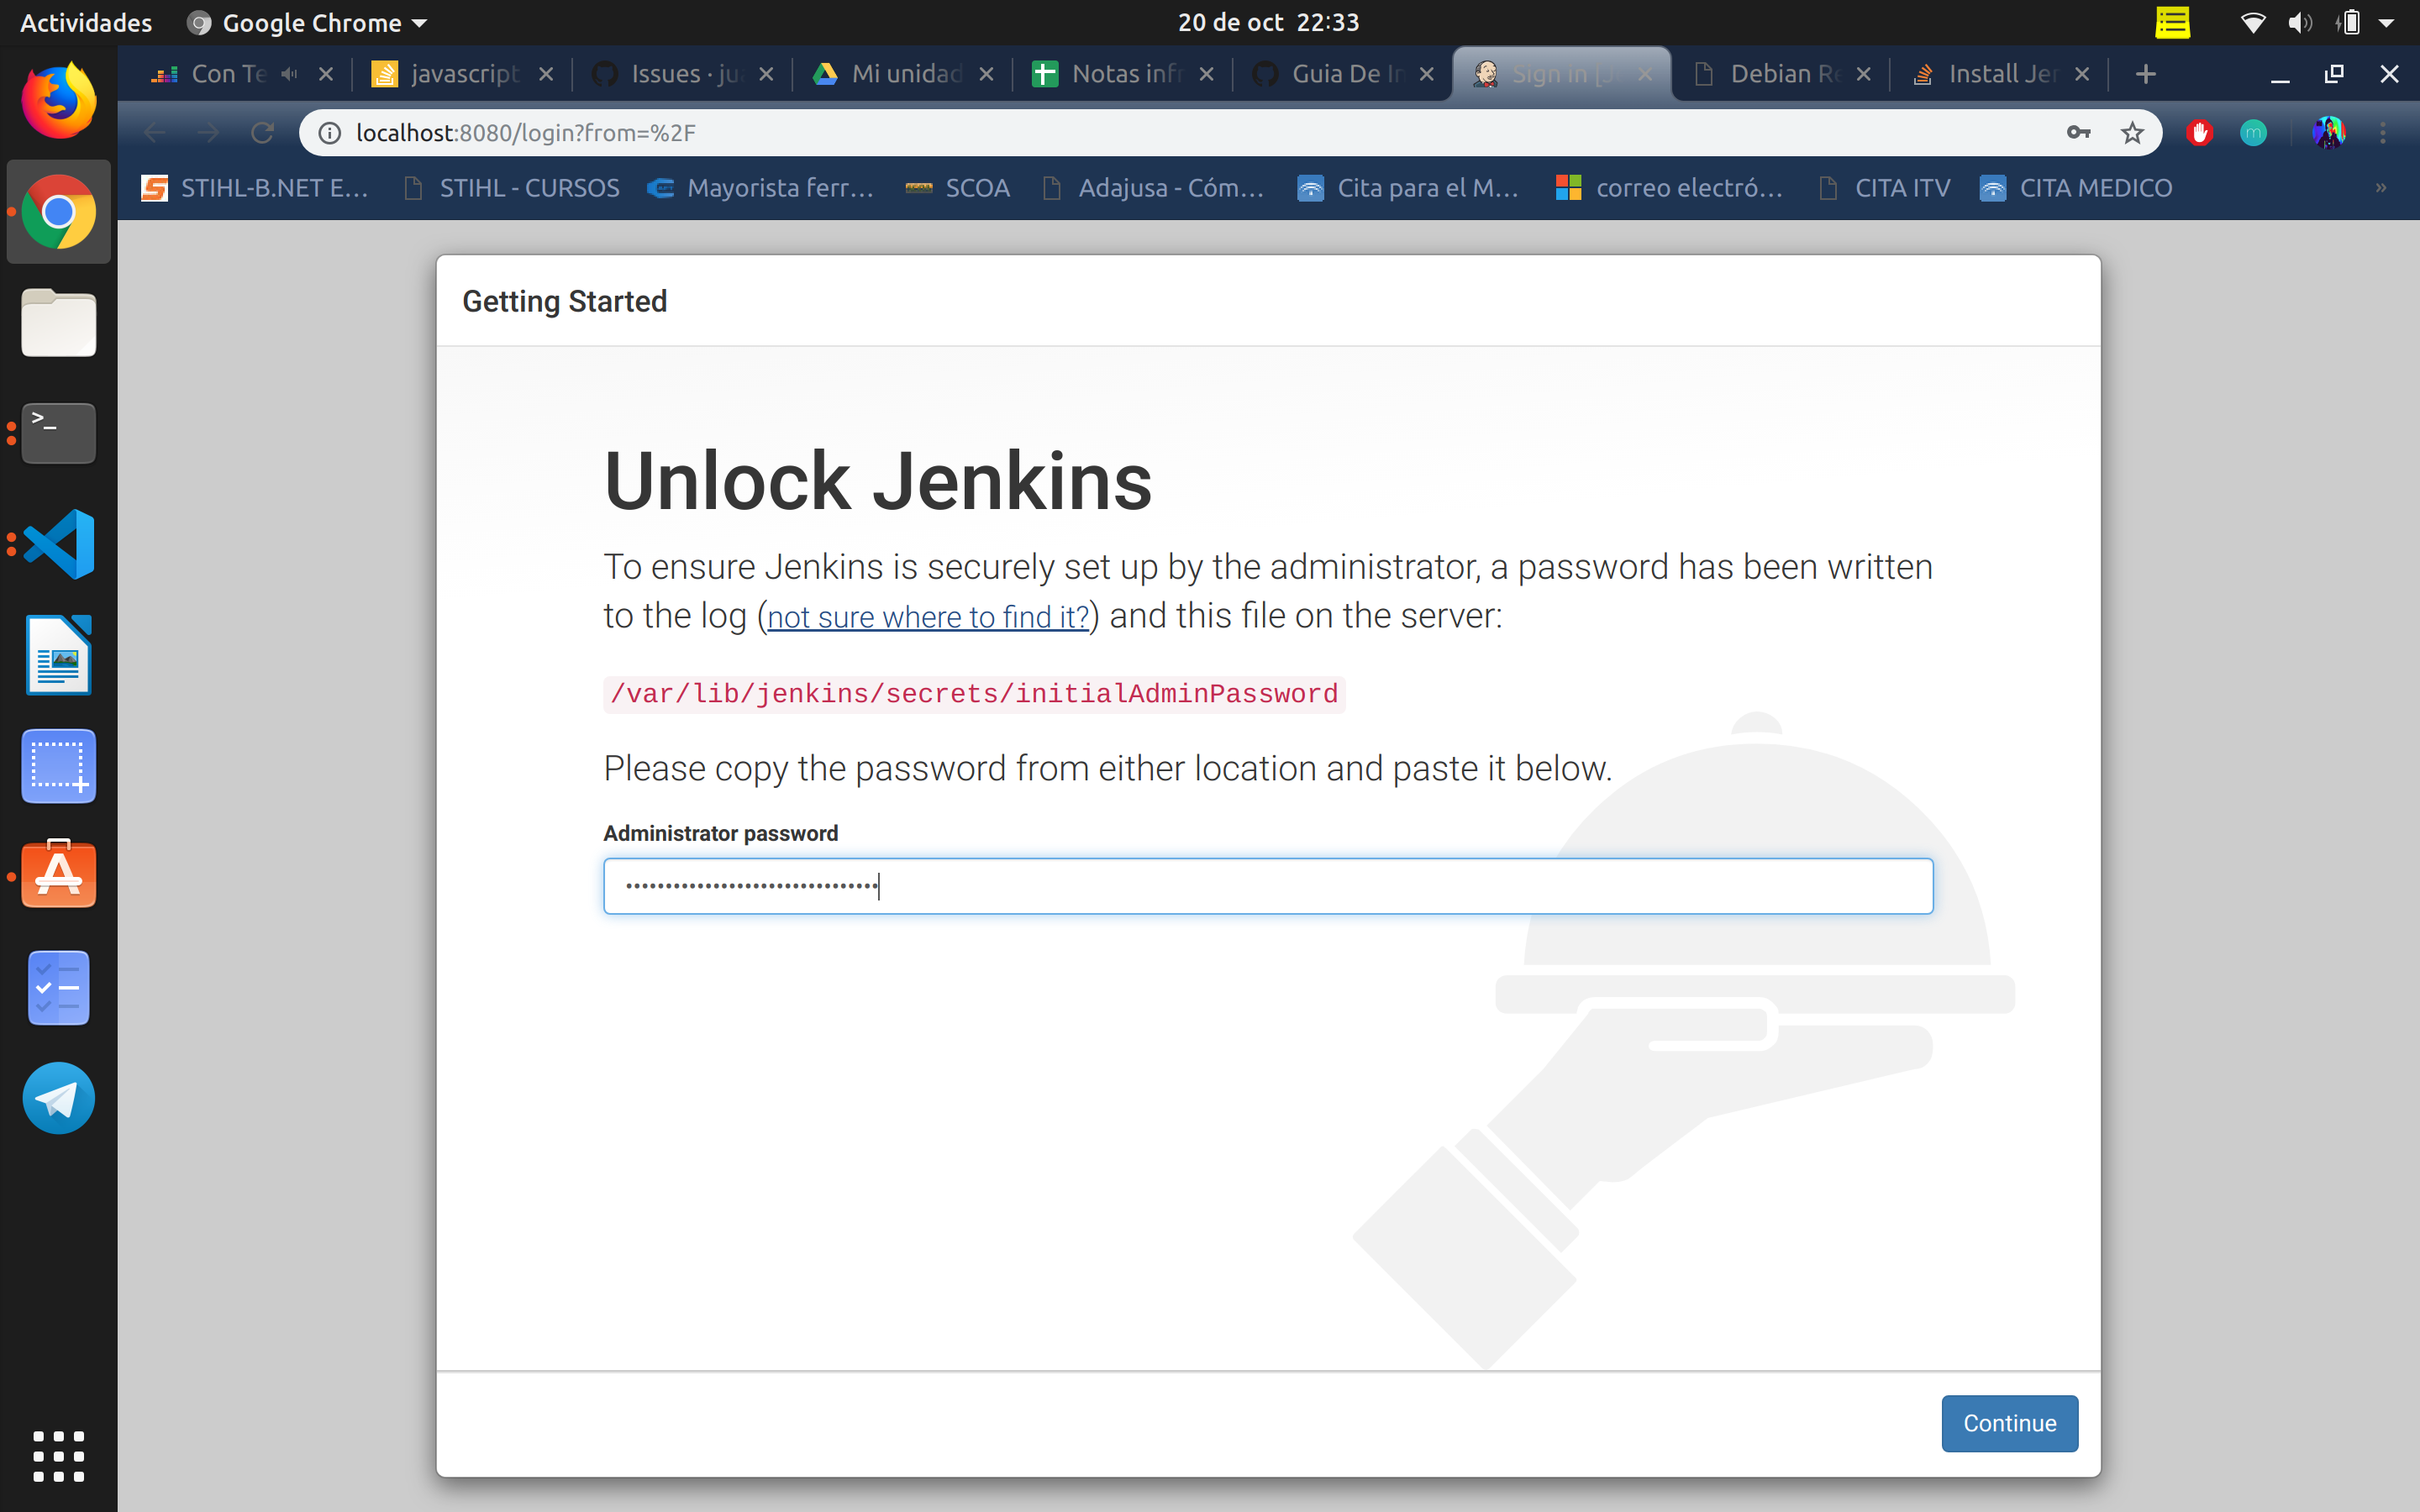 Actividades Google Chrome 20 de oct 22:33
Con Te javascript Issues · ju Mi unidad Notas infr Guia De In Sign in [J Debian Re Install Jen
localhost:8080/login?from=%2F
m
STIHL-B.NET E... STIHL - CURSOS Mayorista ferr... SCOA Adajusa - Cóm... Cita para el M... correo electró... CITA ITV CITA MEDICO »
Getting Started
Unlock Jenkins
To ensure Jenkins is securely set up by the administrator, a password has been written
to the log (not sure where to find it?) and this file on the server:
/var/lib/jenkins/secrets/initialAdminPassword
Please copy the password from either location and paste it below.
Administrator password
Continue